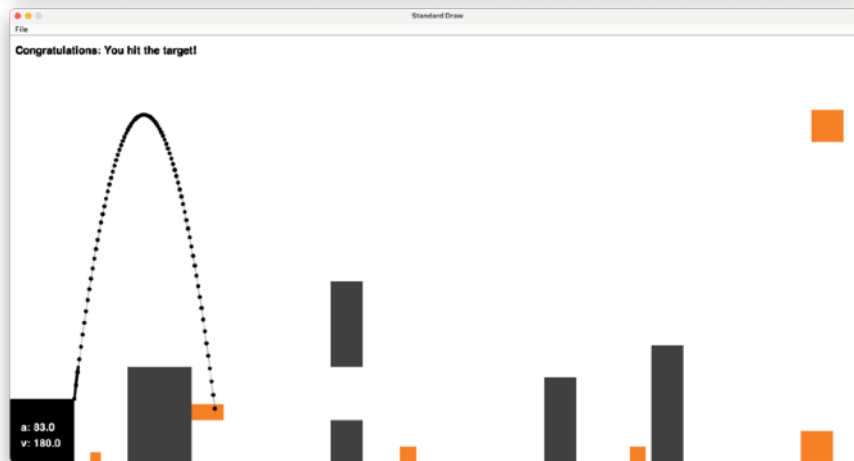 Standard Draw
File
Congratulations: You hit the target!
a: 83.0
v: 180.0